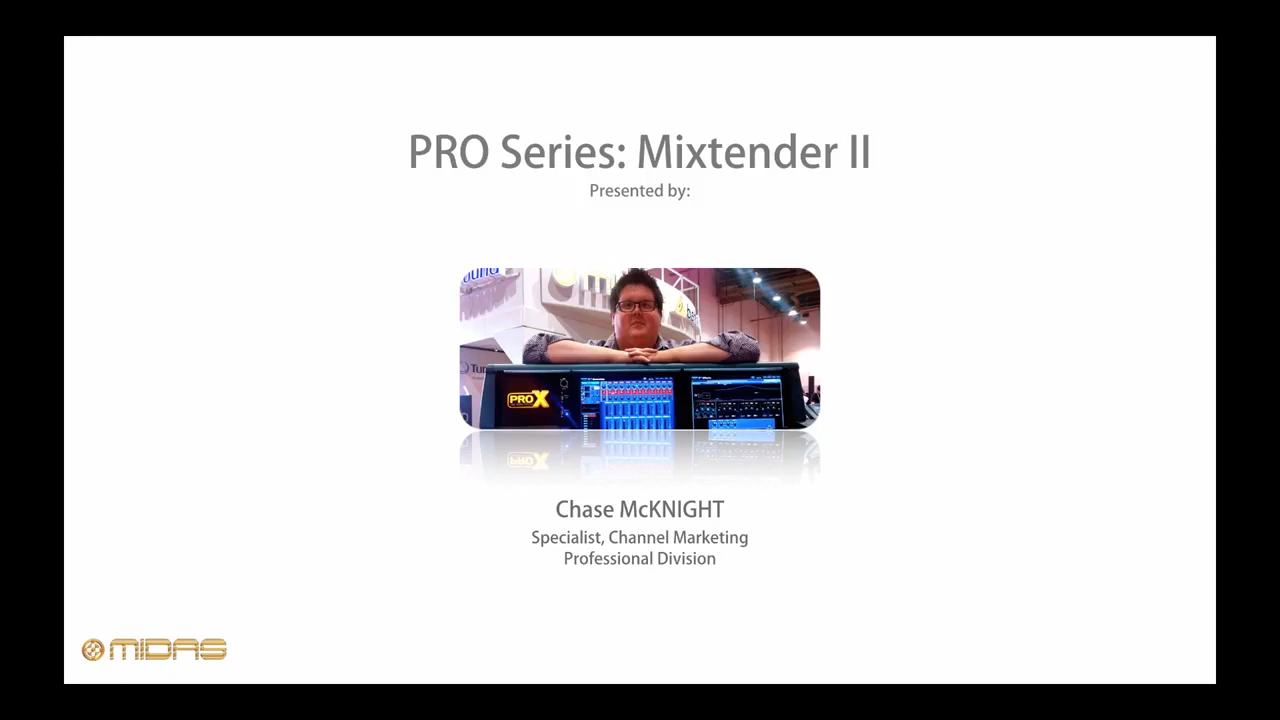 PRO Series: Mixtender II
Presented by:
PRO X
Chase McKNIGHT
Specialist, Channel Marketing
Professional Division
MIDAS